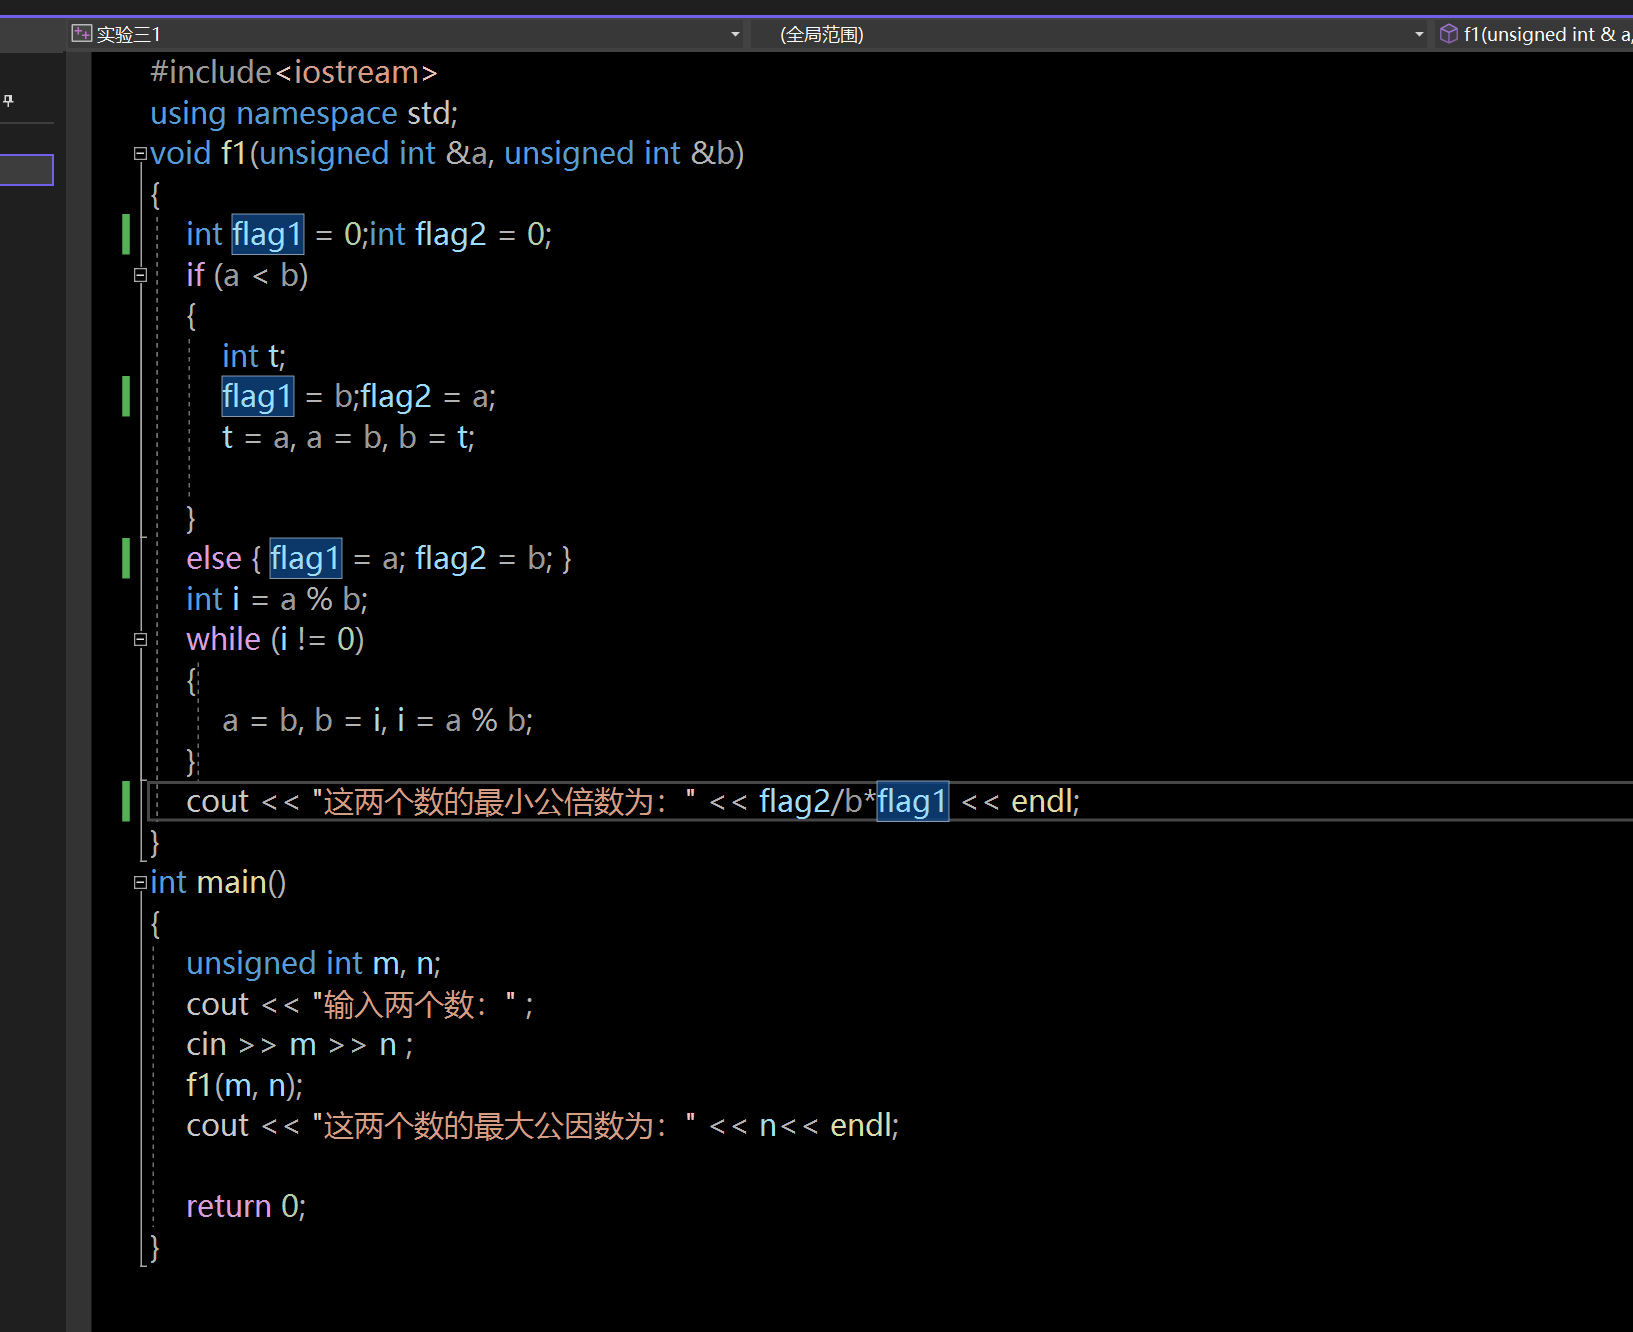 实验三1 (全局范围) f1(unsigned int & a,
#include<iostream>
using namespace std;
void f1(unsigned int &a, unsigned int &b)
{
int flag1 = 0;int flag2 = 0;
if (a < b)
{
int t;
flag1 = b;flag2 = a;
t = a, a = b, b = t;
}
else { flag1 = a; flag2 = b; }
int i = a % b;
while (i != 0)
{
a = b, b = i, i = a % b;
}
cout << "这两个数的最小公倍数为：" << flag2/b*flag1 << endl;
}
int main()
{
unsigned int m, n;
cout << "输入两个数：" ;
cin >> m >> n ;
f1(m, n);
cout << "这两个数的最大公因数为：" << n<< endl;
return 0;
}